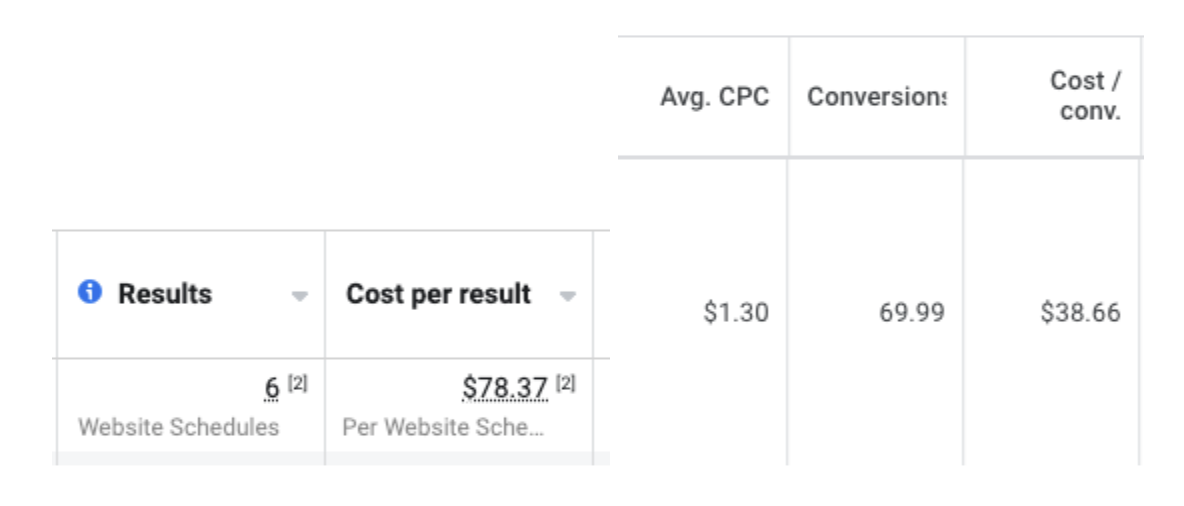 Results
Cost per result
6 [2]
$78.37 [2]
Website Schedules
Per Website Sche...
Avg. CPC
Conversions
Cost /
conv.
$1.30
69.99
$38.66